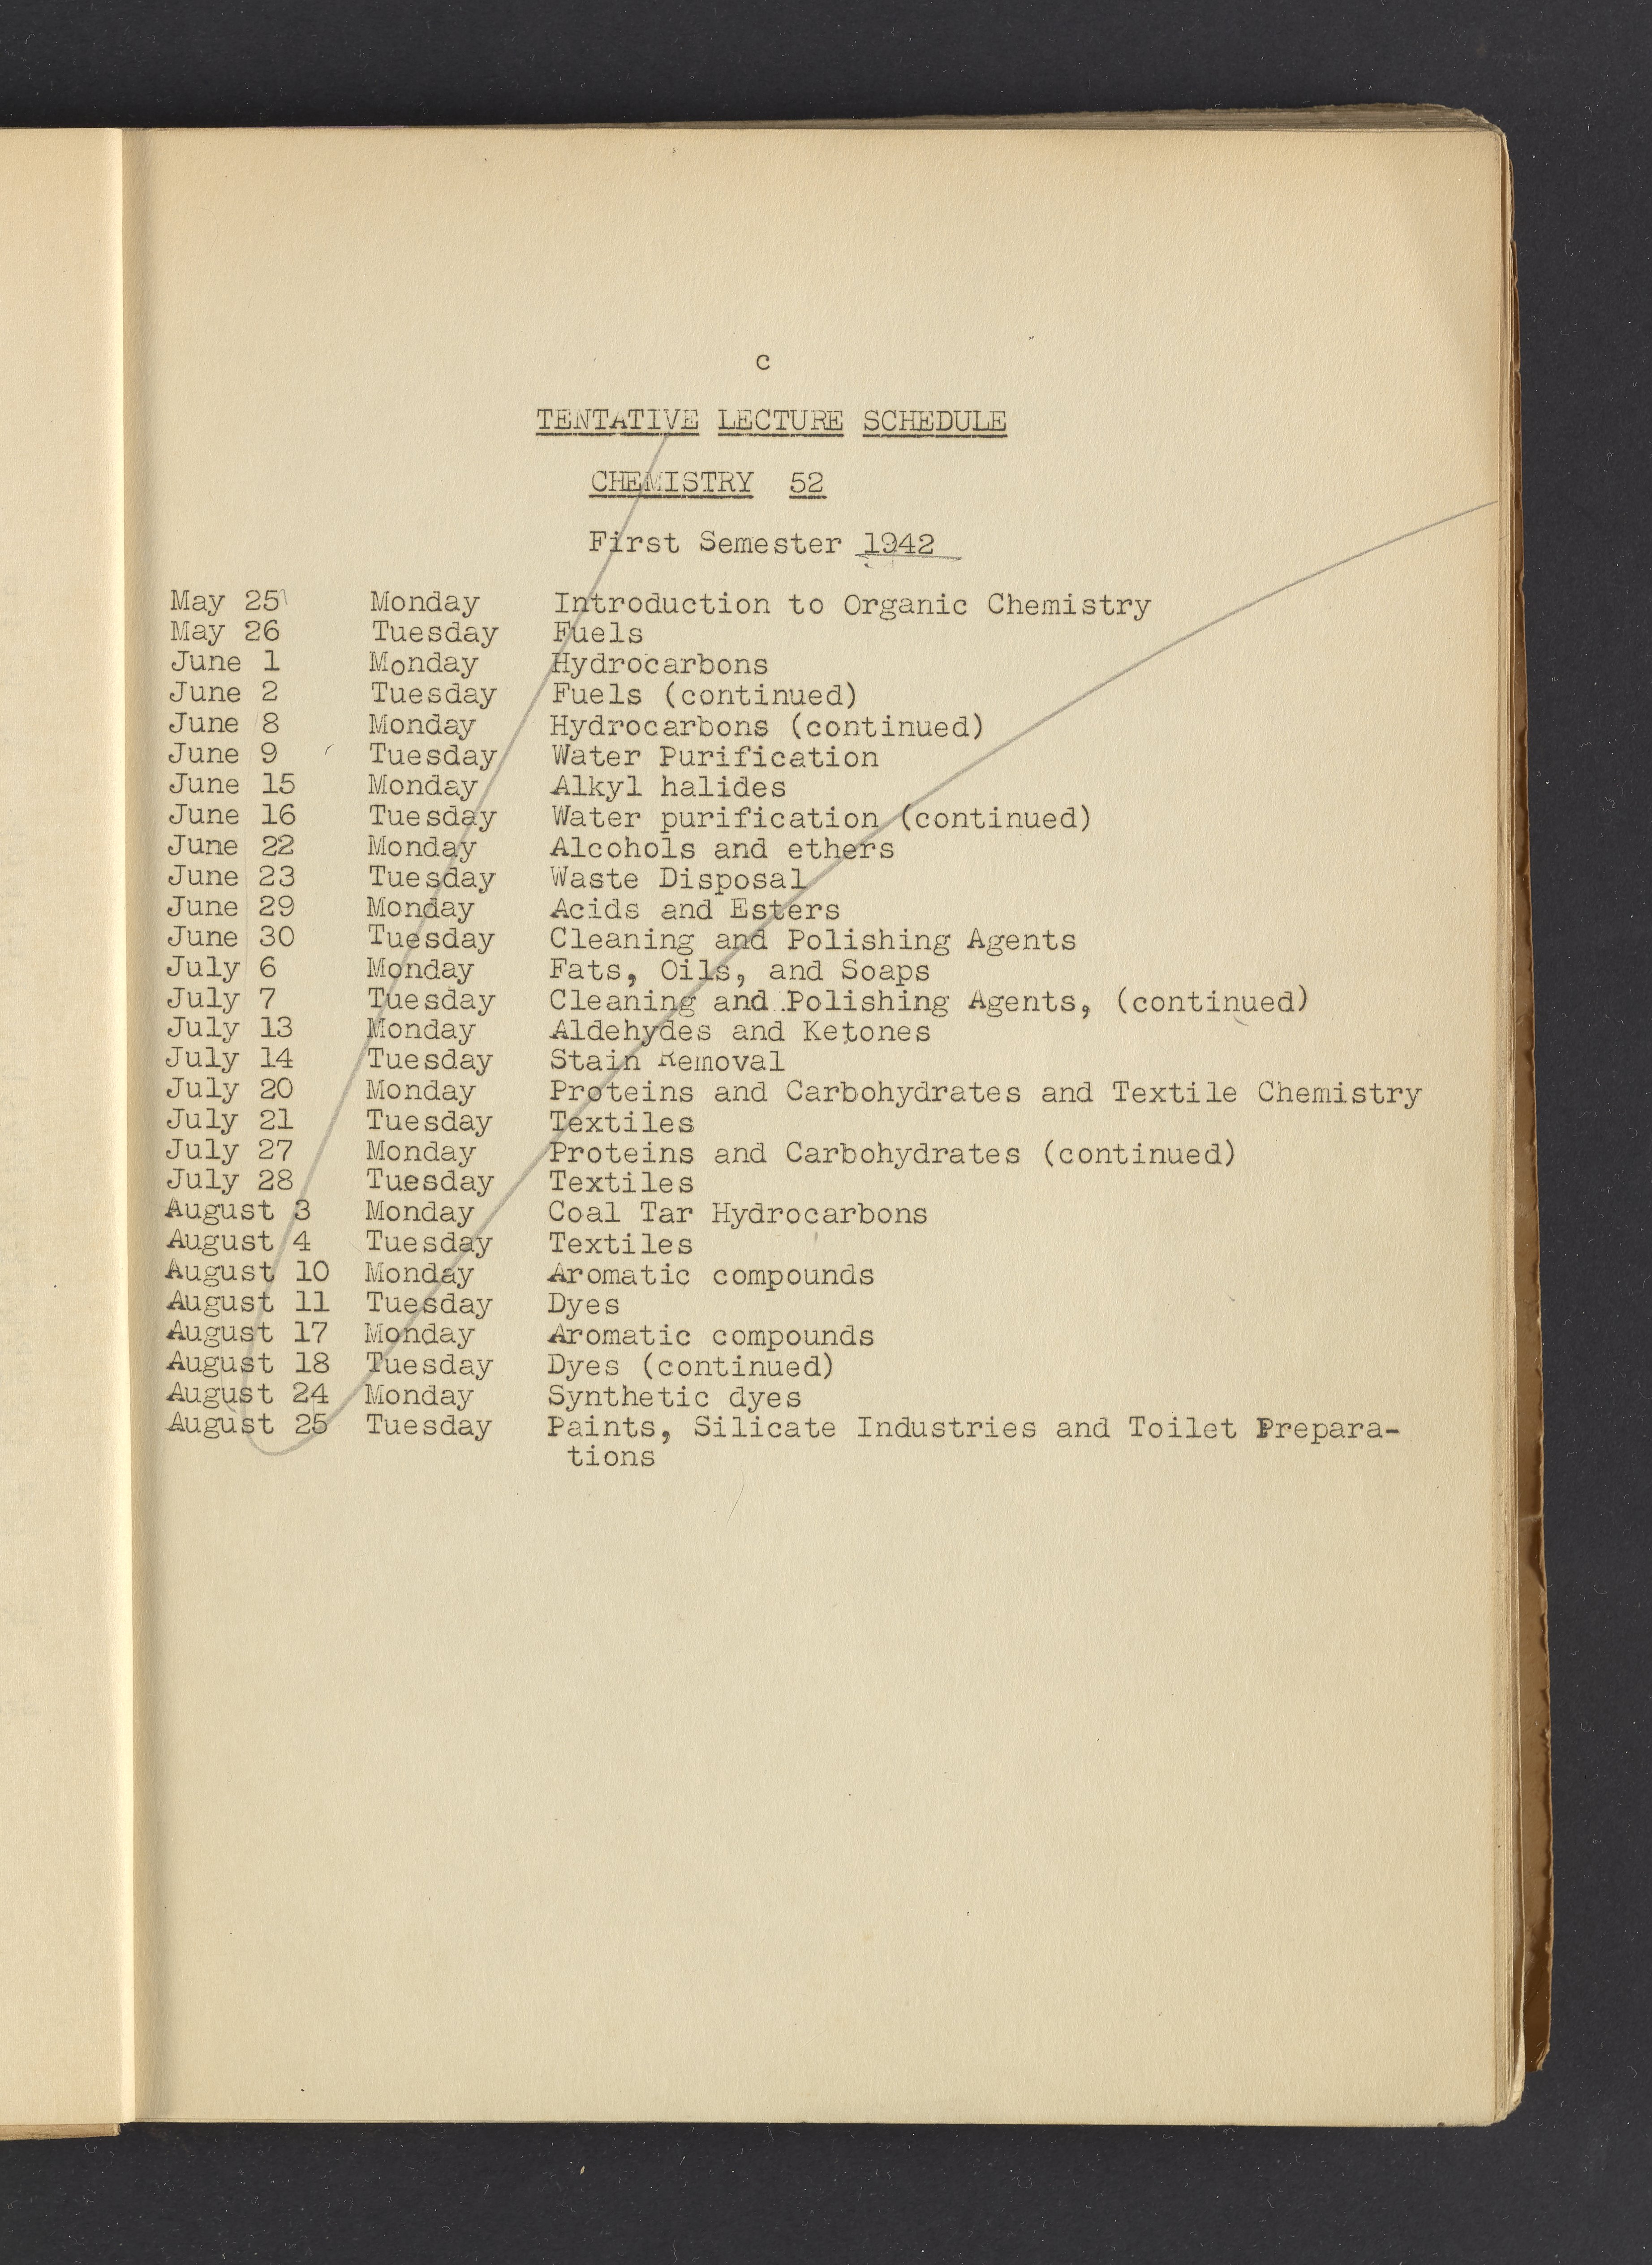 c
TENTATIVE LECTURE SCHEDULE
CHEMISTRY 52
First Semester 1942
May 25 Monday Introduction to Organic Chemistry
May 26 Tuesday Fuels
June 1 Monday Hydrocarbons
June 2 Tuesday Fuels (continued)
June 8 Monday Hydrocarbons (continued)
June 9 Tuesday Water Purification
June 15 Monday Alkyl halides
June 16 Tuesday Water purification (continued)
June 22 Monday Alcohols and ethers
June 23 Tuesday Waste Disposal
June 29 Monday Acids and Esters
June 30 Tuesday Cleaning and Polishing Agents
July 6 Monday Fats, Oils, and Soaps
July 7 Tuesday Cleaning and Polishing Agents, (continued)
July 13 Monday Aldehydes and Ketones
July 14 Tuesday Stain Removal
July 20 Monday Proteins and Carbohydrates and Textile Chemistry
July 21 Tuesday Textiles
July 27 Monday Proteins and Carbohydrates (continued)
July 28 Tuesday Textiles
August 3 Monday Coal Tar Hydrocarbons
August 4 Tuesday Textiles
August 10 Monday Aromatic compounds
August 11 Tuesday Dyes
August 17 Monday Aromatic compounds
August 18 Tuesday Dyes (continued)
August 24 Monday Synthetic dyes
August 25 Tuesday Paints, Silicate Industries and Toilet Prepara-
tions